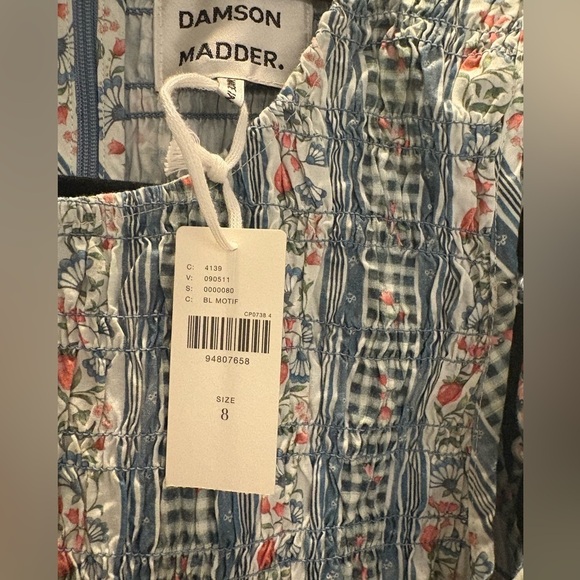 DAMSON
MADDER.
C: 4139
V: 090511
S: 0000080
C: BL MOTIF
CP0738 4
94807658
SIZE
8